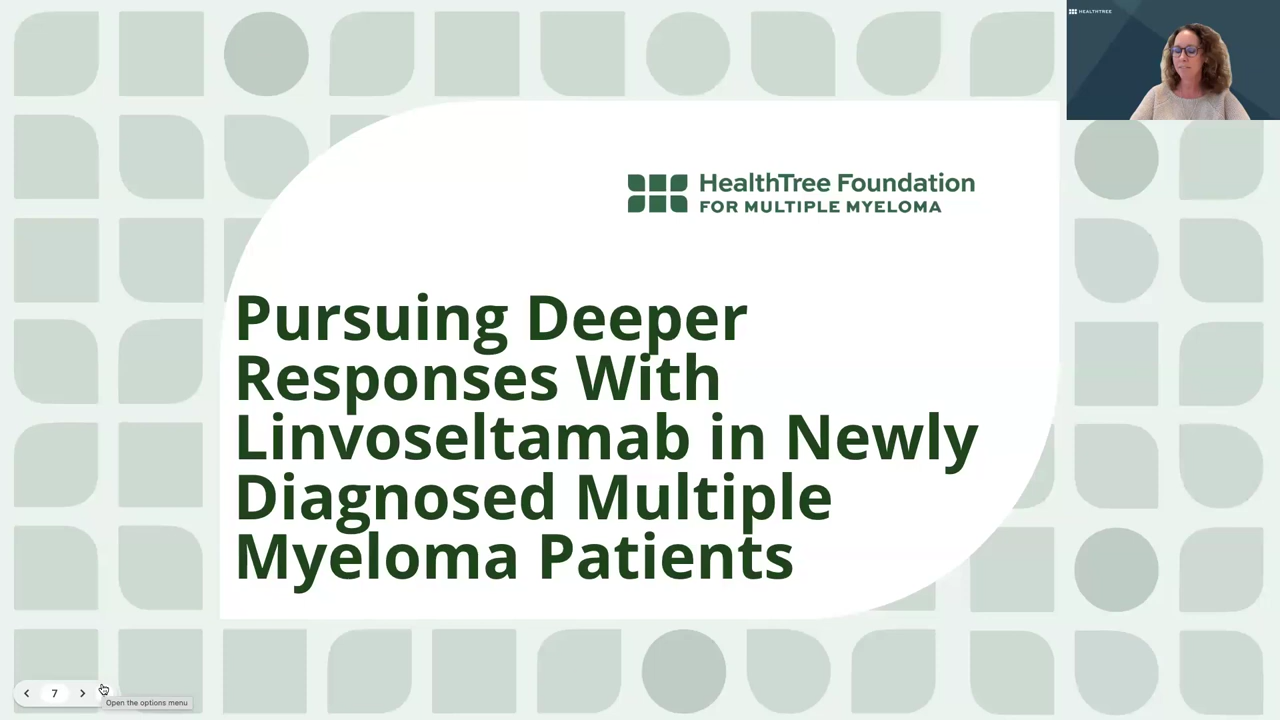 HEALTHTREE
HealthTree Foundation
FOR MULTIPLE MYELOMA
Pursuing Deeper
Responses With
Linvoseltamab in Newly
Diagnosed Multiple
Myeloma Patients
7
Open the options menu